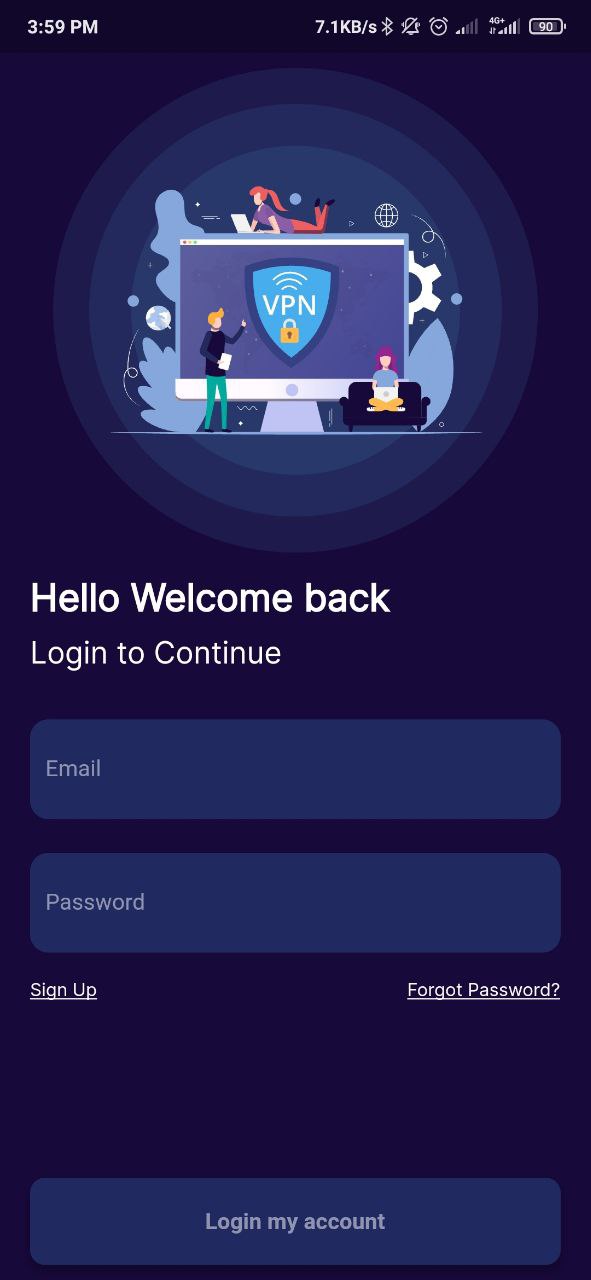 3:59 PM 7.1KB/s 4G+ 90
VPN
Hello Welcome back
Login to Continue
Email
Password
Sign Up Forgot Password?
Login my account